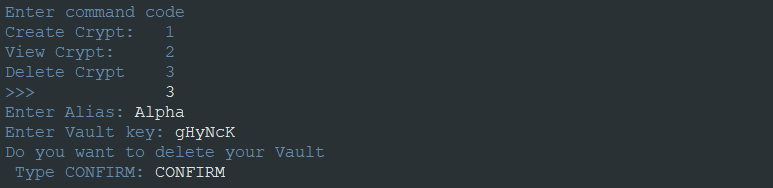 Enter command code
Create Crypt:   1
View Crypt:     2
Delete Crypt    3
>>>             3
Enter Alias: Alpha
Enter Vault key: gHyNcK
Do you want to delete your Vault
 Type CONFIRM: CONFIRM